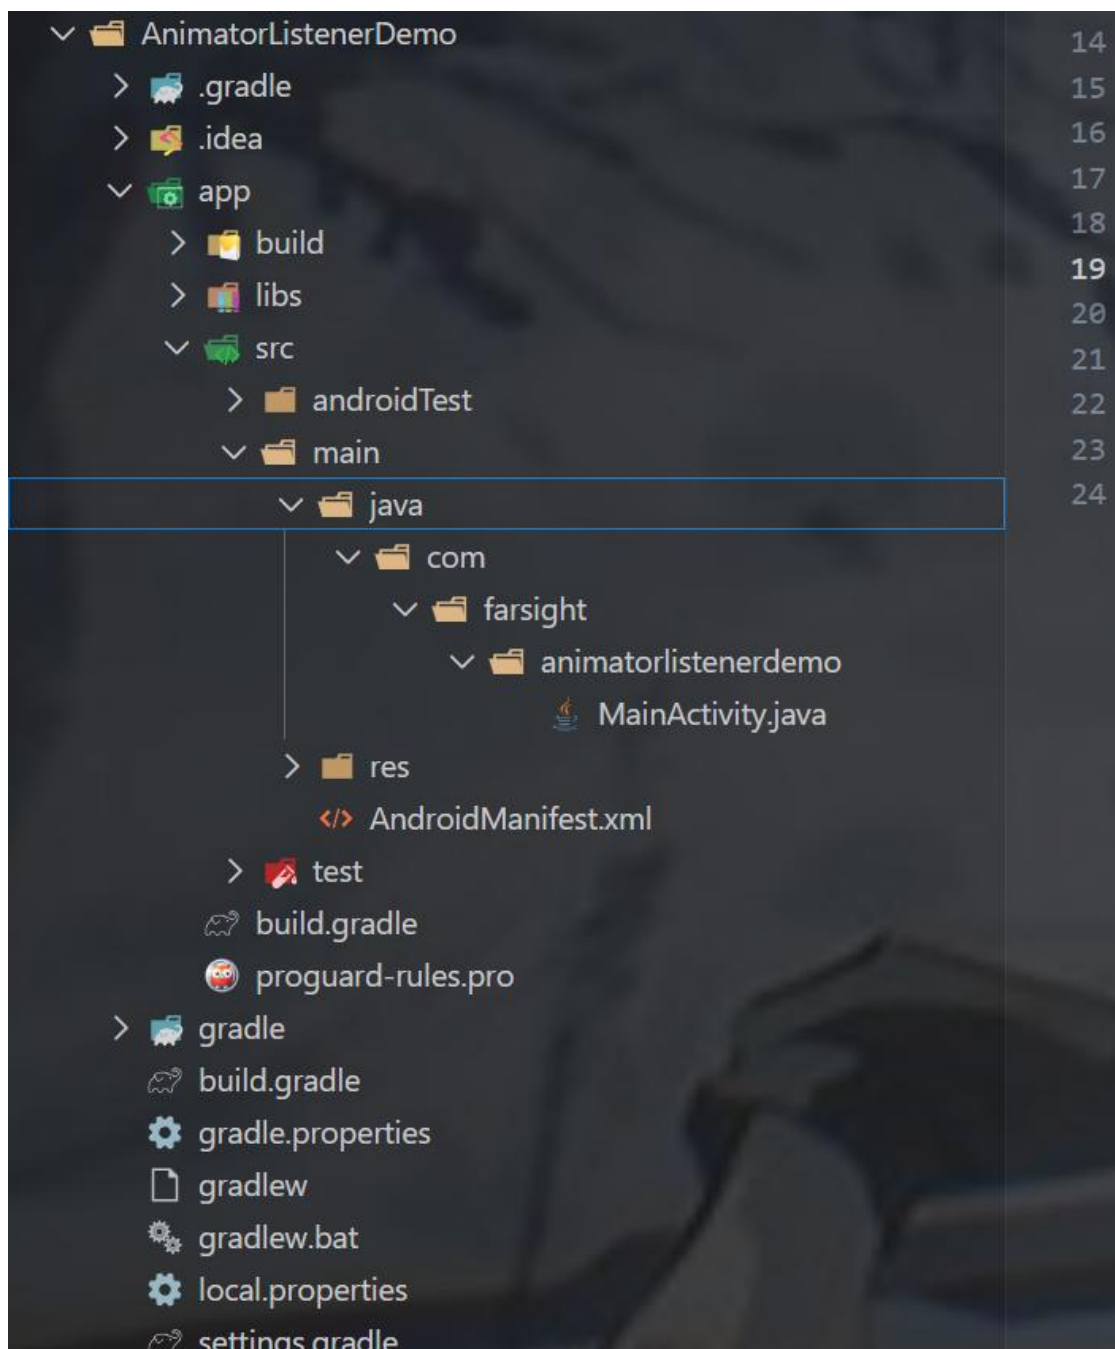 AnimatorListenerDemo
.gradle
.idea
app
build
libs
src
androidTest
main
java
com
farsight
animatorlistenerdemo
MainActivity.java
res
AndroidManifest.xml
test
build.gradle
proguard-rules.pro
gradle
build.gradle
gradle.properties
gradlew
gradlew.bat
local.properties
settings.gradle
14
15
16
17
18
19
20
21
22
23
24